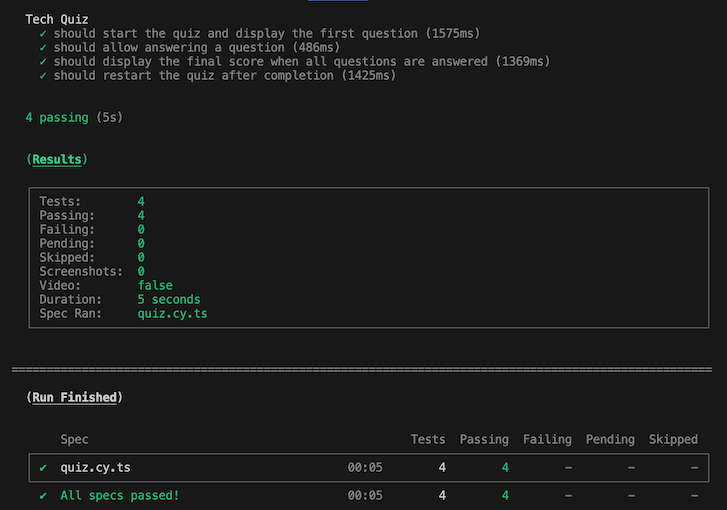 Tech Quiz
✓ should start the quiz and display the first question (1575ms)
✓ should allow answering a question (486ms)
✓ should display the final score when all questions are answered (1369ms)
✓ should restart the quiz after completion (1425ms)
4 passing (5s)
(Results)
Tests: 4
Passing: 4
Failing: 0
Pending: 0
Skipped: 0
Screenshots: 0
Video: false
Duration: 5 seconds
Spec Ran: quiz.cy.ts
====================================================================================================
(Run Finished)
Spec Tests Passing Failing Pending Skipped
✔ quiz.cy.ts 00:05 4 4 - - -
✔ All specs passed! 00:05 4 4 - - -